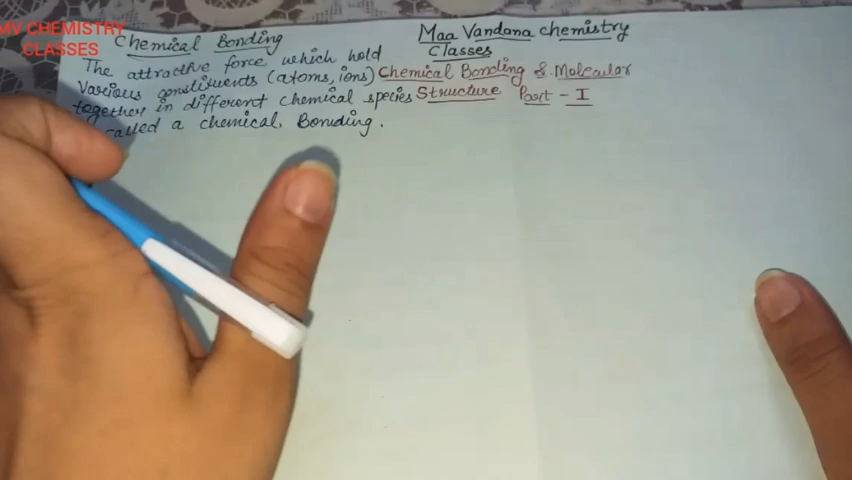 MV CHEMISTRY
CLASSES
Chemical Bonding
The attractive force which hold
Various constituents (atoms, ions)
together in different chemical species
called a chemical. Bonding.
Maa Vandana chemistry
Classes
Chemical Bonding & Molcular
Structure Part - I